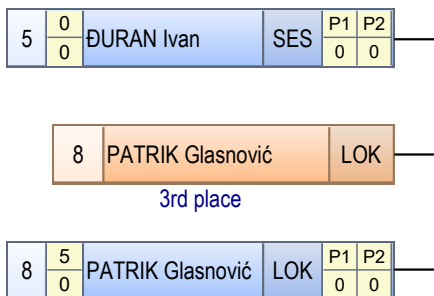 5 0 0 ĐURAN Ivan SES P1 P2 0 0
8 PATRIK Glasnović LOK
3rd place
8 5 0 PATRIK Glasnović LOK P1 P2 0 0